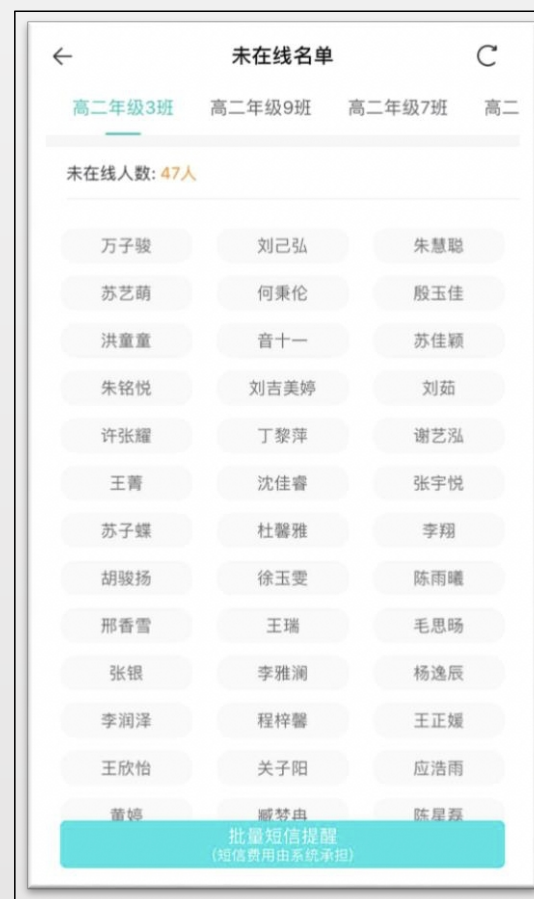 未在线名单
高二年级3班 高二年级9班 高二年级7班 高二
未在线人数: 47人
万子骏 刘己弘 朱慧聪
苏艺萌 何秉伦 殷玉佳
洪童童 音十一 苏佳颖
朱铭悦 刘吉美婷 刘茹
许张耀 丁黎萍 谢艺泓
王菁 沈佳睿 张宇悦
苏子蝶 杜馨雅 李翔
胡骏扬 徐玉雯 陈雨曦
邢香雪 王瑞 毛思旸
张银 李雅澜 杨逸辰
李润泽 程梓馨 王正媛
王欣怡 关子阳 应浩雨
黄婷 臧梦冉 陈星磊
批量短信提醒
(短信费用由系统承担)